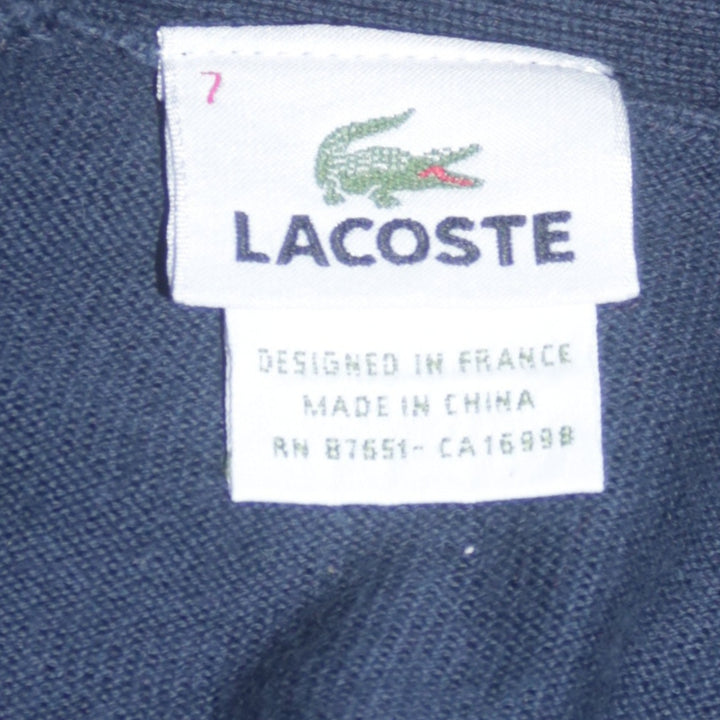 7
LACOSTE
DESIGNED IN FRANCE
MADE IN CHINA
RN 87651- CA16998